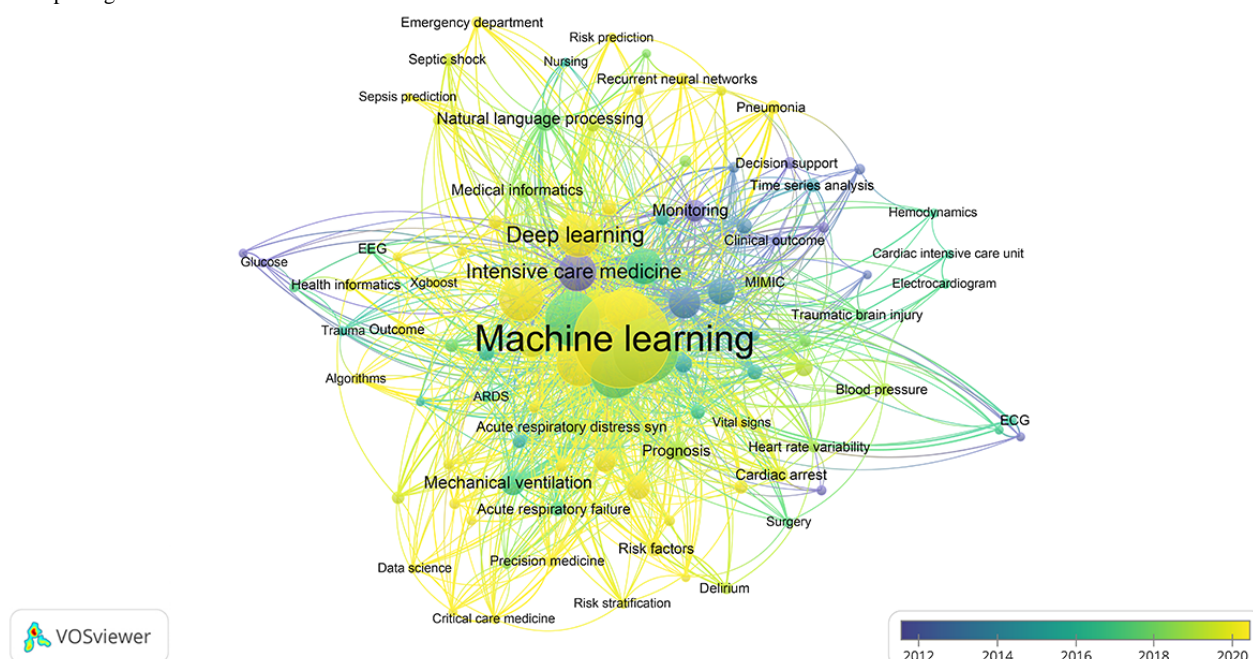 Emergency department
Risk prediction
Septic shock
Nursing
Recurrent neural networks
Sepsis prediction
Pneumonia
Natural language processing
Decision support
Medical informatics
Time series analysis
Monitoring
Hemodynamics
Deep learning
Clinical outcome
EEG
Cardiac intensive care unit
Glucose
Intensive care medicine
Health informatics
Xgboost
MIMIC
Electrocardiogram
Traumatic brain injury
Trauma
Outcome
Machine learning
Algorithms
Blood pressure
ARDS
Vital signs
ECG
Acute respiratory distress syn
Prognosis
Heart rate variability
Cardiac arrest
Mechanical ventilation
Acute respiratory failure
Surgery
Risk factors
Precision medicine
Data science
Delirium
Risk stratification
Critical care medicine
VOSviewer
2012 2014 2016 2018 2020